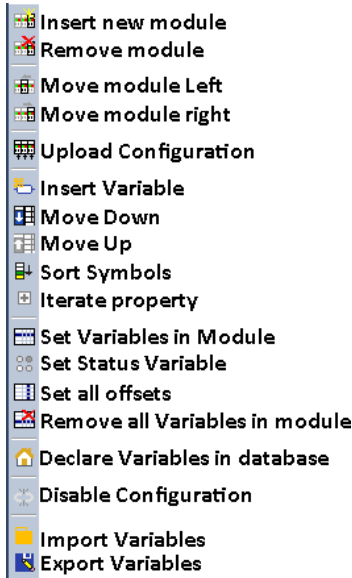 Insert new module
Remove module
Move module Left
Move module right
Upload Configuration
Insert Variable
Move Down
Move Up
Sort Symbols
Iterate property
Set Variables in Module
Set Status Variable
Set all offsets
Remove all Variables in module
Declare Variables in database
Disable Configuration
Import Variables
Export Variables